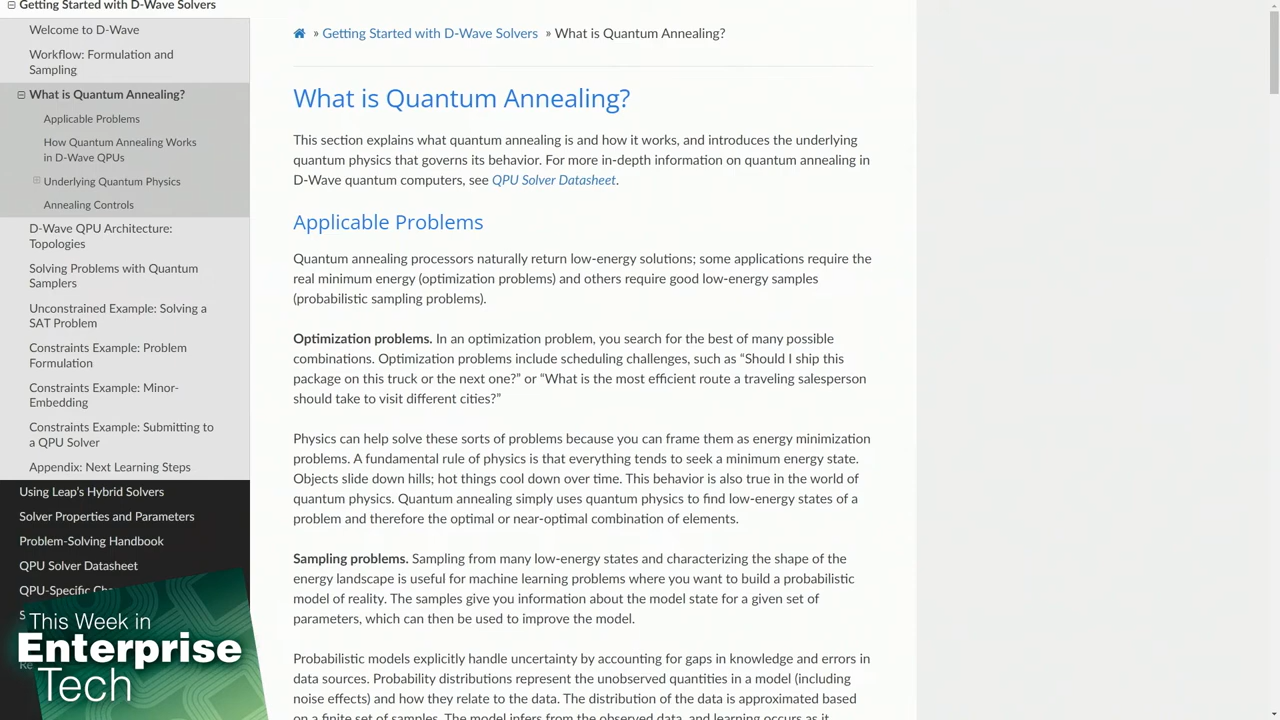 Getting Started with D-Wave Solvers
Welcome to D-Wave
Workflow: Formulation and
Sampling
What is Quantum Annealing?
Applicable Problems
How Quantum Annealing Works
in D-Wave QPUs
Underlying Quantum Physics
Annealing Controls
D-Wave QPU Architecture:
Topologies
Solving Problems with Quantum
Samplers
Unconstrained Example: Solving a
SAT Problem
Constraints Example: Problem
Formulation
Constraints Example: Minor-
Embedding
Constraints Example: Submitting to
a QPU Solver
Appendix: Next Learning Steps
Using Leap's Hybrid Solvers
Solver Properties and Parameters
Problem-Solving Handbook
QPU Solver Datasheet
QPU-Specific
This Week in
Enterprise
Tech
» Getting Started with D-Wave Solvers » What is Quantum Annealing?
What is Quantum Annealing?
This section explains what quantum annealing is and how it works, and introduces the underlying
quantum physics that governs its behavior. For more in-depth information on quantum annealing in
D-Wave quantum computers, see QPU Solver Datasheet.
Applicable Problems
Quantum annealing processors naturally return low-energy solutions; some applications require the
real minimum energy (optimization problems) and others require good low-energy samples
(probabilistic sampling problems).
Optimization problems. In an optimization problem, you search for the best of many possible
combinations. Optimization problems include scheduling challenges, such as “Should I ship this
package on this truck or the next one?” or “What is the most efficient route a traveling salesperson
should take to visit different cities?”
Physics can help solve these sorts of problems because you can frame them as energy minimization
problems. A fundamental rule of physics is that everything tends to seek a minimum energy state.
Objects slide down hills; hot things cool down over time. This behavior is also true in the world of
quantum physics. Quantum annealing simply uses quantum physics to find low-energy states of a
problem and therefore the optimal or near-optimal combination of elements.
Sampling problems. Sampling from many low-energy states and characterizing the shape of the
energy landscape is useful for machine learning problems where you want to build a probabilistic
model of reality. The samples give you information about the model state for a given set of
parameters, which can then be used to improve the model.
Probabilistic models explicitly handle uncertainty by accounting for gaps in knowledge and errors in
data sources. Probability distributions represent the unobserved quantities in a model (including
noise effects) and how they relate to the data. The distribution of the data is approximated based
on a finite set of samples. The model infers from the observed data, and learning occurs as it